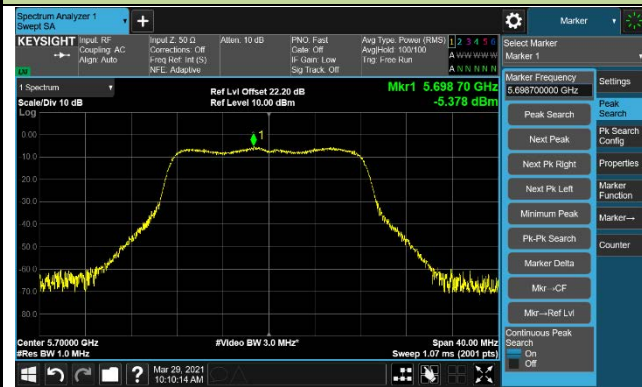 Spectrum Analyzer 1
Swept SA
+
Marker
KEYSIGHT
Input: RF
Coupling: AC
Align: Auto
Input Z: 50 Ω
Corrections: Off
Freq Ref: Int (S)
NFE: Adaptive
Atten: 10 dB
PNO: Fast
Gate: Off
IF Gain: Low
Sig Track: Off
Avg Type: Power (RMS)
Avg|Hold: 100/100
Trig: Free Run
1 2 3 4 5 6
A W W W W W
A N N N N N
LXI
Select Marker
Marker 1
Marker Frequency
5.698700000 GHz
Peak Search
Next Peak
Next Pk Right
Next Pk Left
Minimum Peak
Pk-Pk Search
Marker Delta
Mkr→CF
Mkr→Ref Lvl
Continuous Peak
Search
On
Off
Settings
Peak
Search
Pk Search
Config
Properties
Marker
Function
Marker→
Counter
1 Spectrum
Scale/Div 10 dB
Log
Ref Lvl Offset 22.20 dB
Ref Level 10.00 dBm
Mkr1 5.698 70 GHz
-5.378 dBm
1
0.00
-10.0
-20.0
-30.0
-40.0
-50.0
-60.0
-70.0
-80.0
Center 5.70000 GHz
#Res BW 1.0 MHz
#Video BW 3.0 MHz*
Span 40.00 MHz
Sweep 1.07 ms (2001 pts)
?
Mar 29, 2021
10:10:14 AM